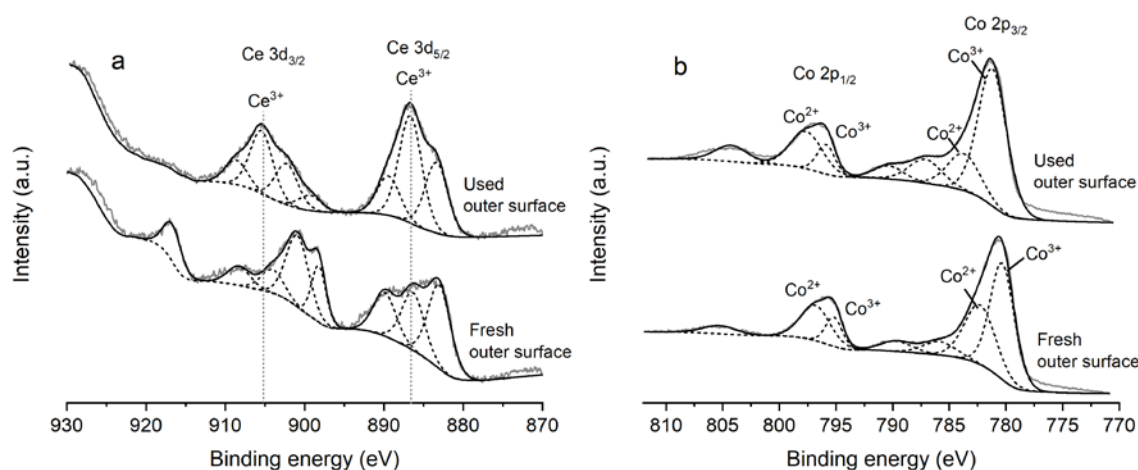 a
Ce 3d3/2
Ce 3d5/2
Ce3+
Ce3+
Used
outer surface
Fresh
outer surface
Intensity (a.u.)
930 920 910 900 890 880 870
Binding energy (eV)
b
Co 2p3/2
Co3+
Co 2p1/2
Co2+
Co3+
Co2+
Used
outer surface
Co2+
Co3+
Co2+
Co3+
Fresh
outer surface
Intensity (a.u.)
810 805 800 795 790 785 780 775 770
Binding energy (eV)